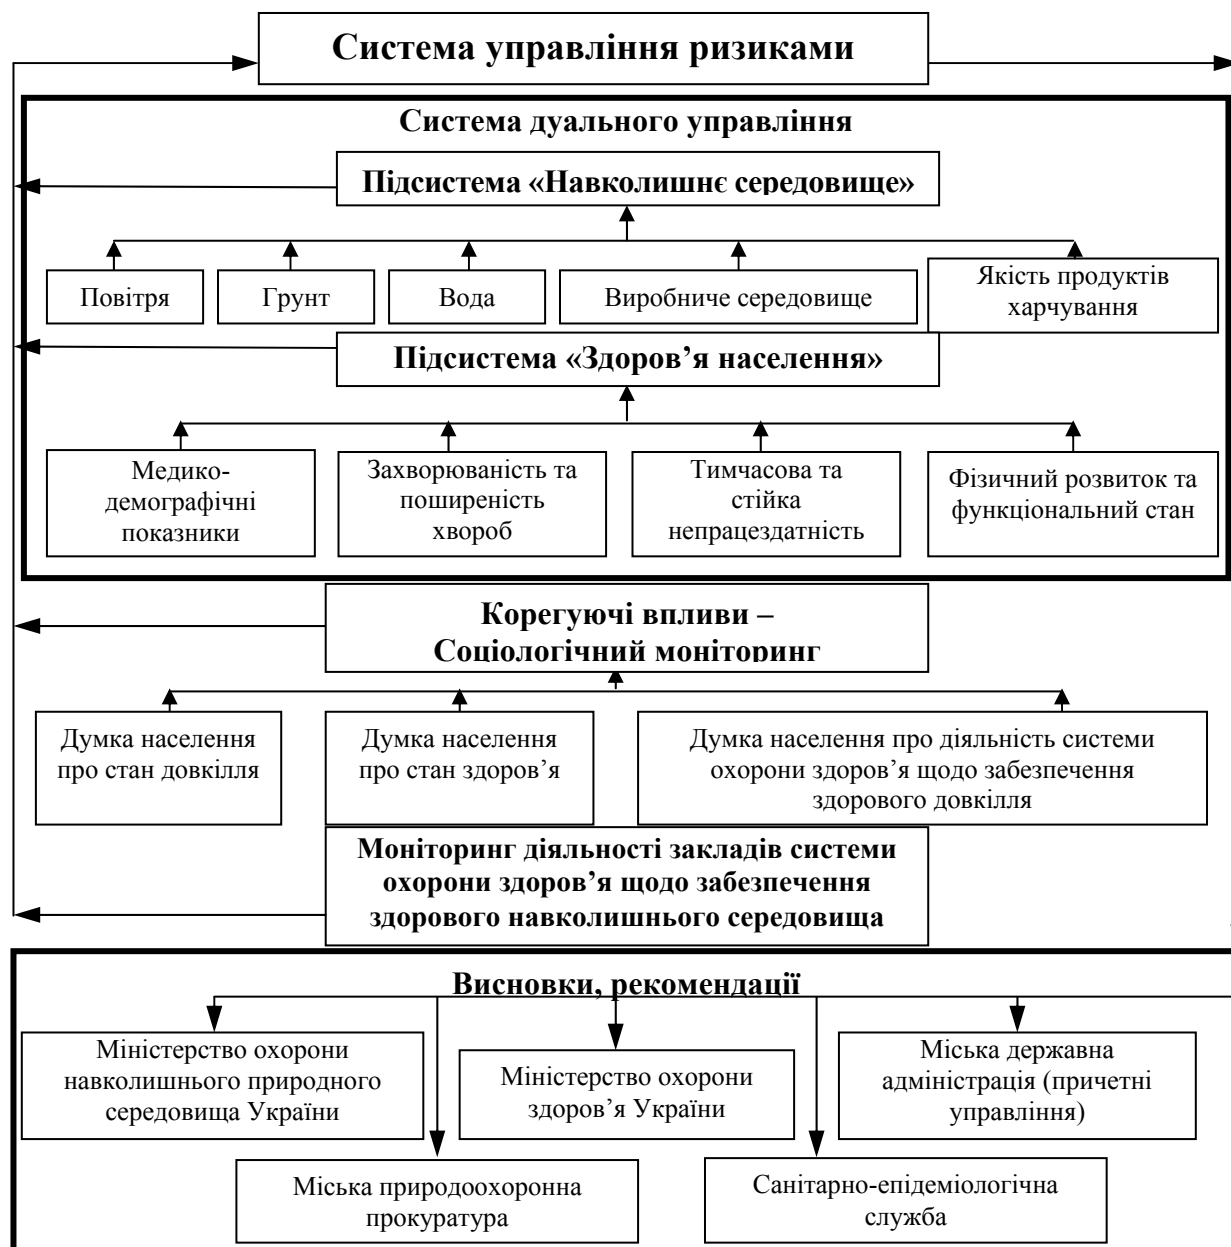 Система управління ризиками
Система дуального управління
Підсистема «Навколишнє середовище»
Повітря
Грунт
Вода
Виробниче середовище
Якість продуктів
харчування
Підсистема «Здоров’я населення»
Медико-
демографічні
показники
Захворюваність та
поширеність
хвороб
Тимчасова та
стійка
непрацездатність
Фізичний розвиток та
функціональний стан
Корегуючі впливи –
Соціологічний моніторинг
Думка населення
про стан довкілля
Думка населення
про стан здоров’я
Думка населення про діяльність системи
охорони здоров’я щодо забезпечення
здорового довкілля
Моніторинг діяльності закладів системи
охорони здоров’я щодо забезпечення
здорового навколишнього середовища
Висновки, рекомендації
Міністерство охорони
навколишнього природного
середовища України
Міністерство охорони
здоров’я України
Міська державна
адміністрація (причетні
управління)
Міська природоохоронна
прокуратура
Санітарно-епідеміологічна
служба